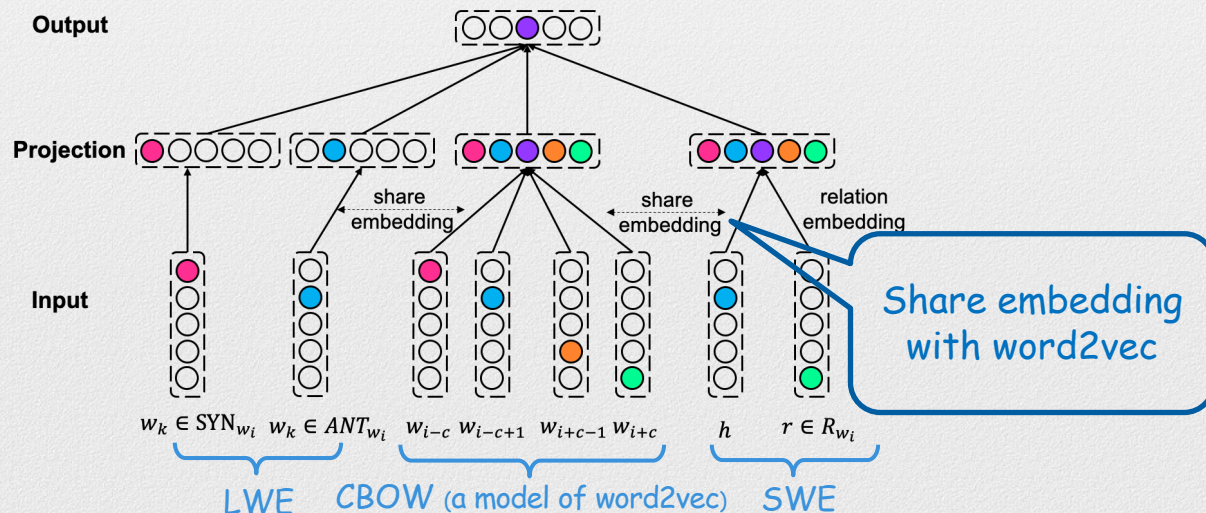 Output
Projection
share
embedding
share
embedding
relation
embedding
Input
Share embedding
with word2vec
w_k ∈ SYN_{w_i} w_k ∈ ANT_{w_i} w_{i−c} w_{i−c+1} w_{i+c−1} w_{i+c} h r ∈ R_{w_i}
LWE CBOW (a model of word2vec) SWE